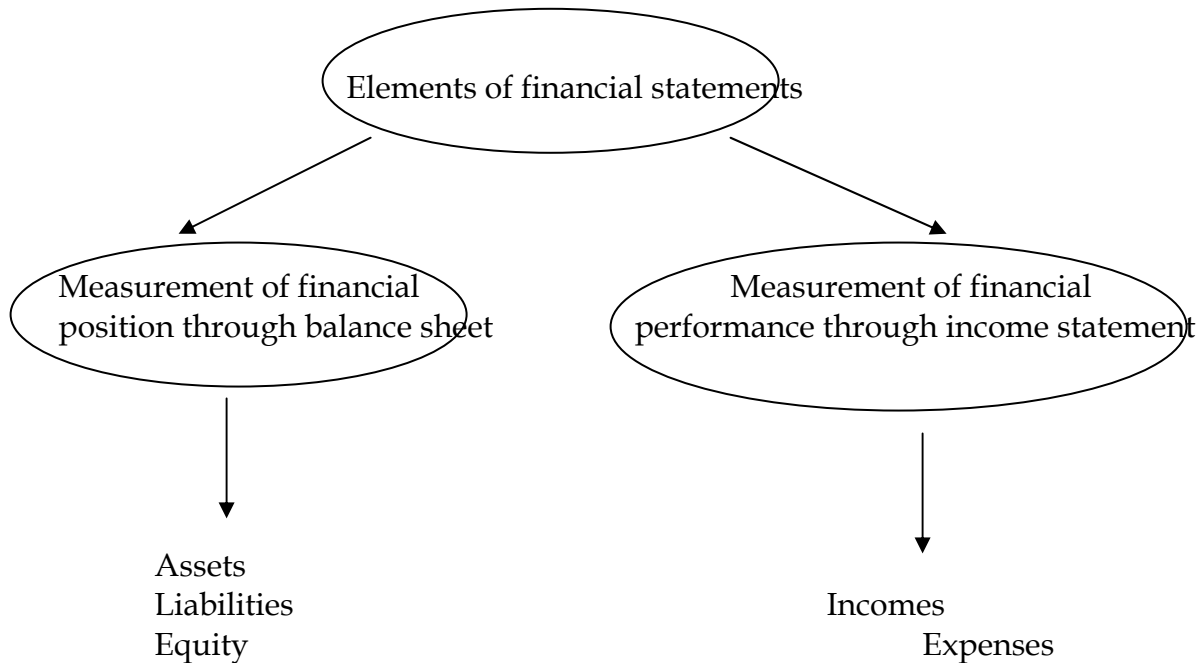 Elements of financial statements
Measurement of financial
position through balance sheet
Measurement of financial
performance through income statement
Assets
Liabilities
Equity
Incomes
Expenses